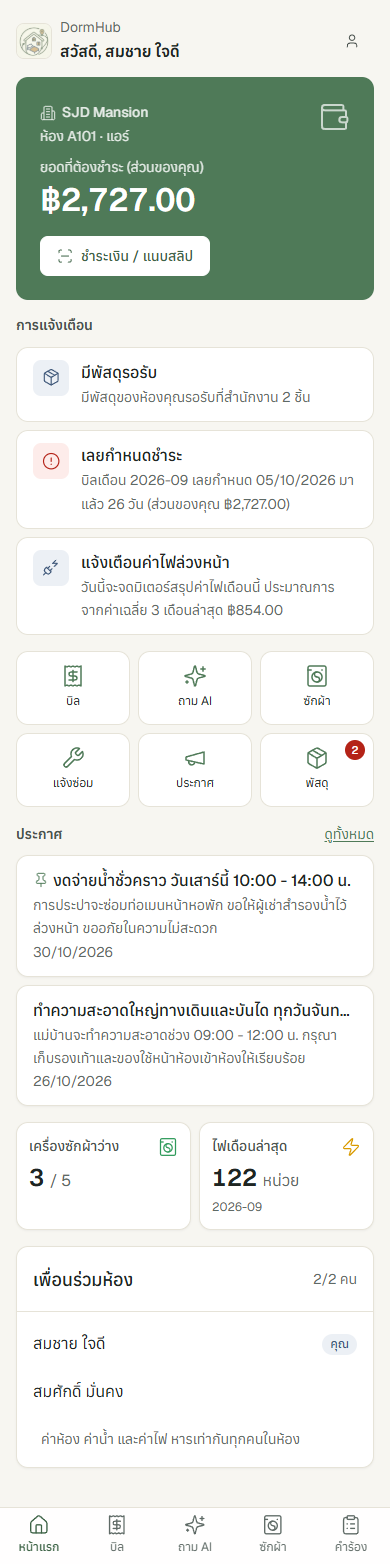 DormHub
สวัสดี, สมชาย ใจดี
SJD Mansion
ห้อง A101 · แอร์
ยอดที่ต้องชำระ (ส่วนของคุณ)
฿2,727.00
ชำระเงิน / แนบสลิป
การแจ้งเตือน
มีพัสดุรอรับ
มีพัสดุของห้องคุณรอรับที่สำนักงาน 2 ชิ้น
เลยกำหนดชำระ
บิลเดือน 2026-09 เลยกำหนด 05/10/2026 มา
แล้ว 26 วัน (ส่วนของคุณ ฿2,727.00)
แจ้งเตือนค่าไฟล่วงหน้า
วันนี้จะจดมิเตอร์สรุปค่าไฟเดือนนี้ ประมาณการ
จากค่าเฉลี่ย 3 เดือนล่าสุด ฿854.00
บิล
ถาม AI
ซักผ้า
แจ้งซ่อม
ประกาศ
พัสดุ
2
ประกาศ
ดูทั้งหมด
งดจ่ายน้ำชั่วคราว วันเสาร์นี้ 10:00 - 14:00 น.
การประปาจะซ่อมท่อเมนหน้าหอพัก ขอให้ผู้เช่าสำรองน้ำไว้
ล่วงหน้า ขออภัยในความไม่สะดวก
30/10/2026
ทำความสะอาดใหญ่ทางเดินและบันได ทุกวันจันท...
แม่บ้านจะทำความสะอาดช่วง 09:00 - 12:00 น. กรุณา
เก็บรองเท้าและของใช้หน้าห้องเข้าห้องให้เรียบร้อย
26/10/2026
เครื่องซักผ้าว่าง
3 / 5
ไฟเดือนล่าสุด
122 หน่วย
2026-09
เพื่อนร่วมห้อง
2/2 คน
สมชาย ใจดี
คุณ
สมศักดิ์ มั่นคง
ค่าห้อง ค่าน้ำ และค่าไฟ หารเท่ากันทุกคนในห้อง
หน้าแรก
บิล
ถาม AI
ซักผ้า
คำร้อง